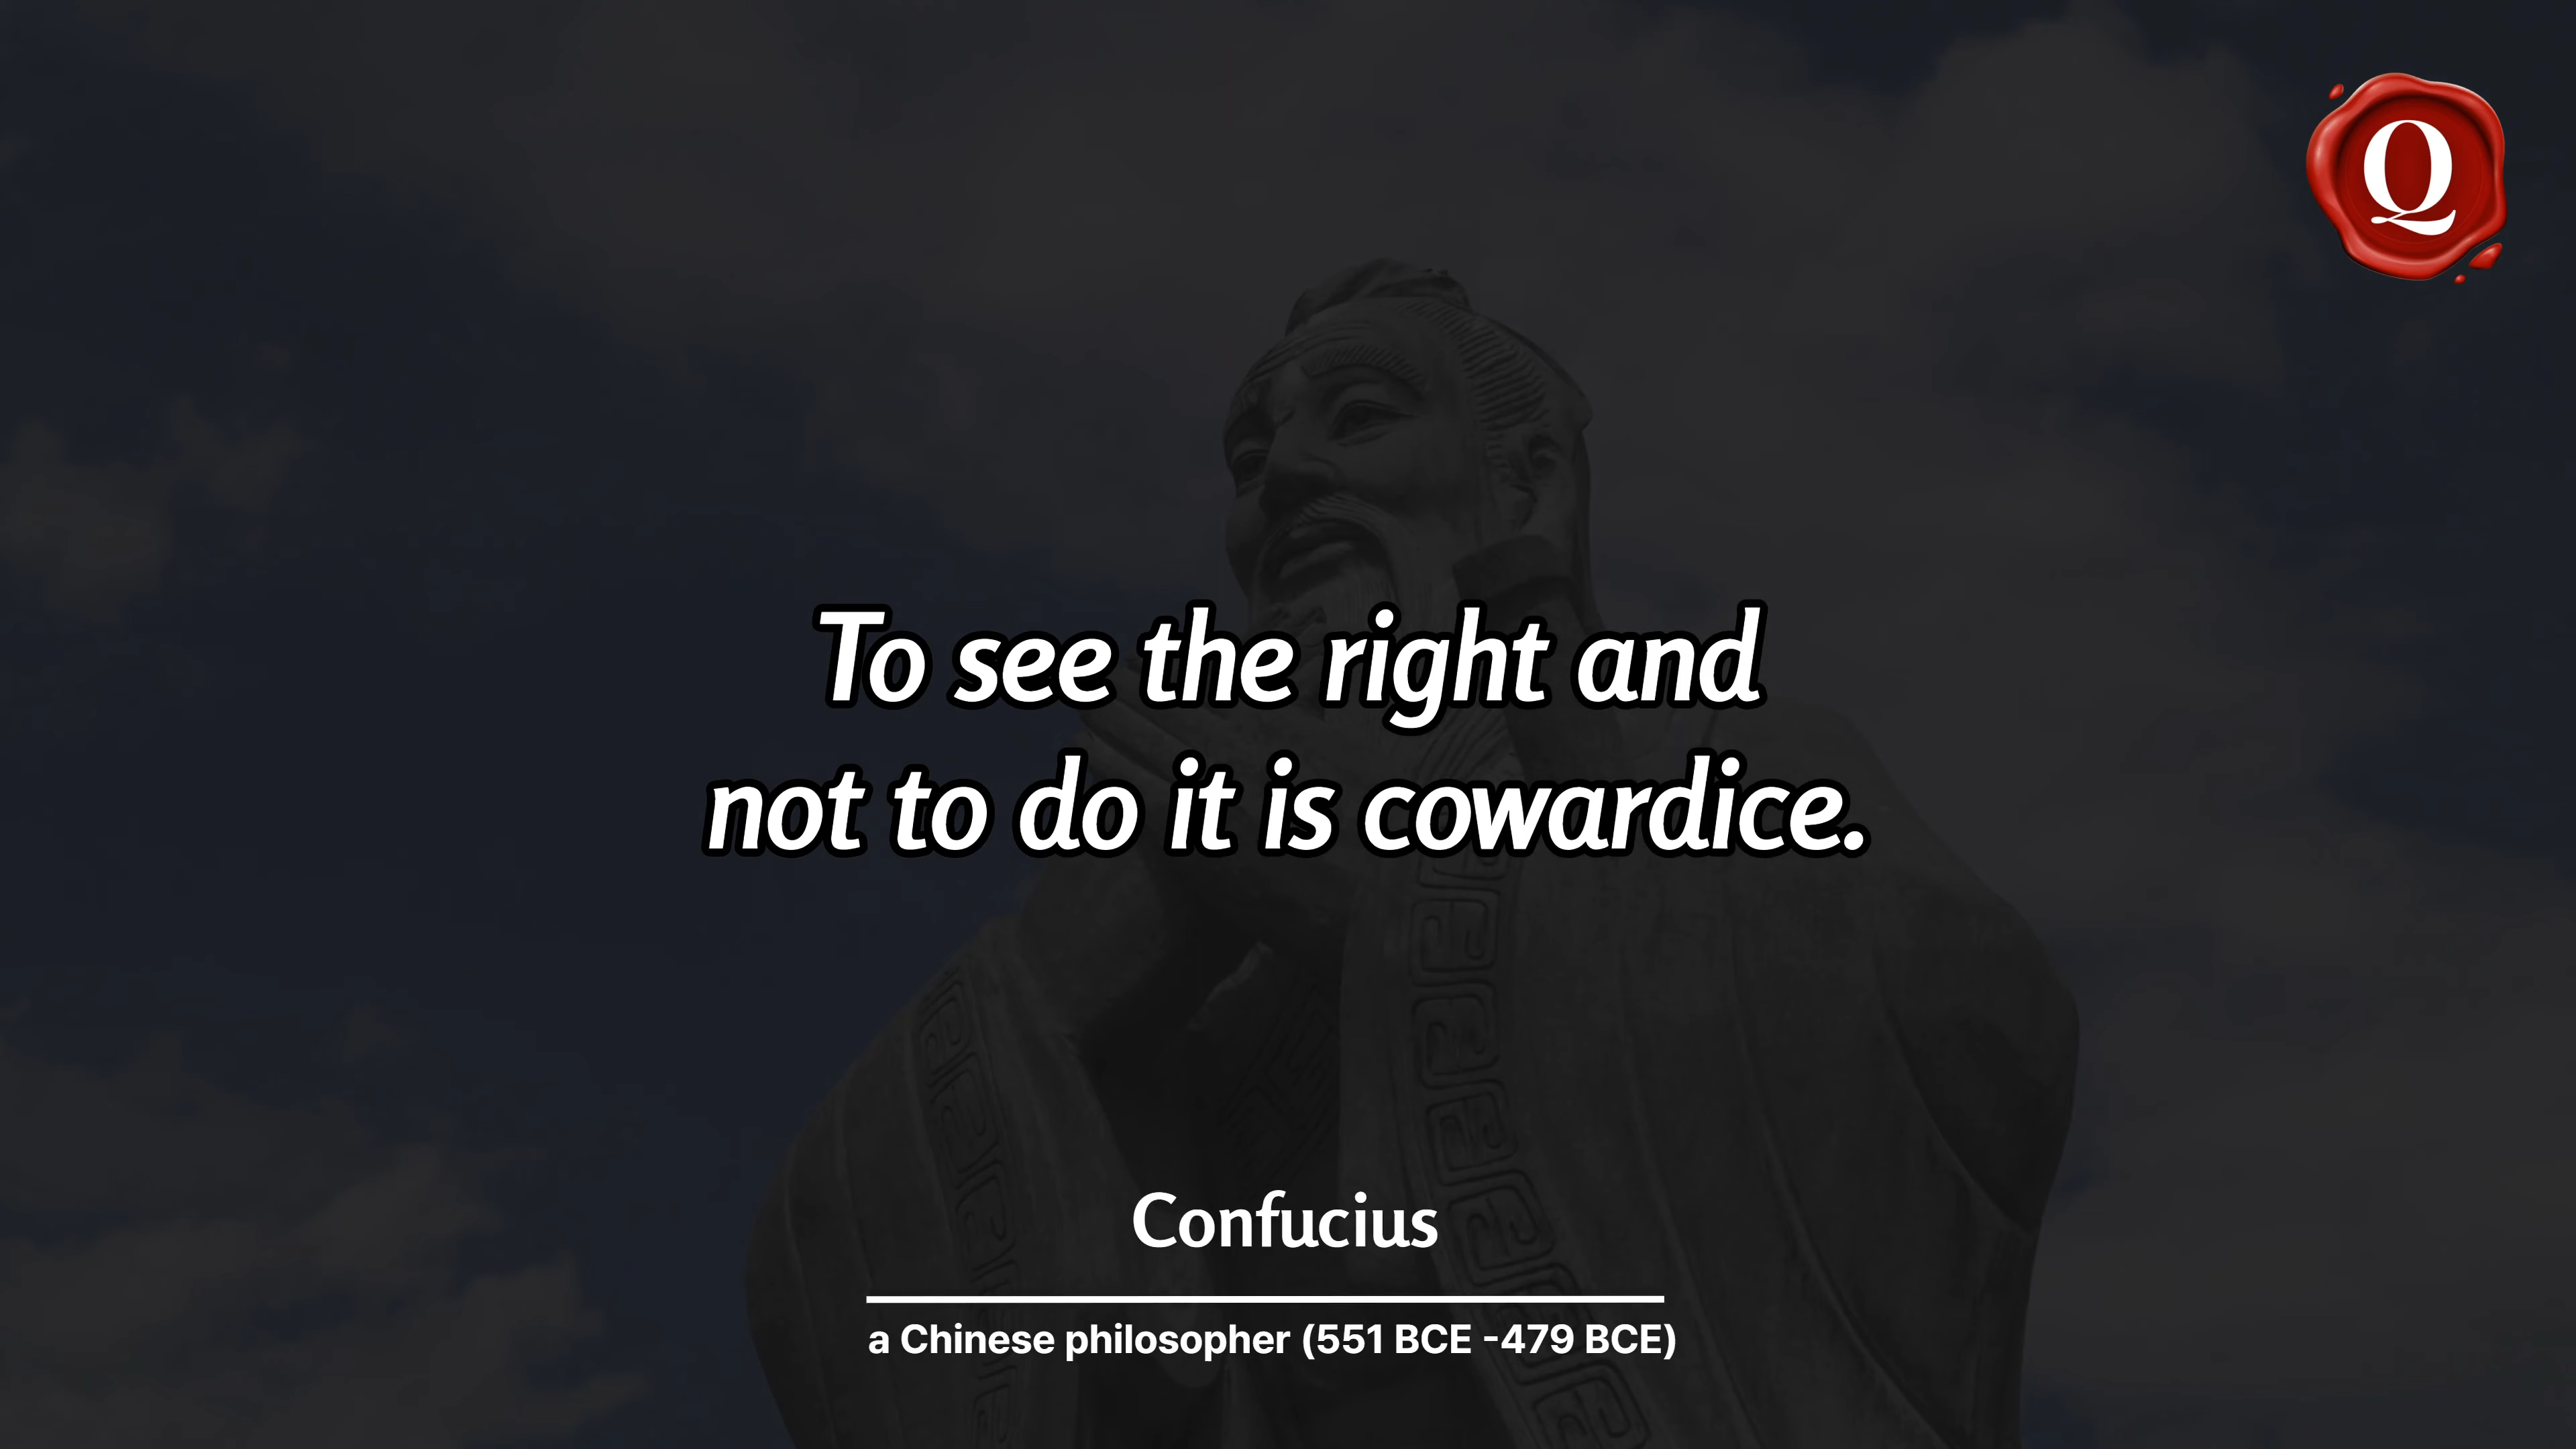 Q
To see the right and
not to do it is cowardice.
Confucius
a Chinese philosopher (551 BCE -479 BCE)